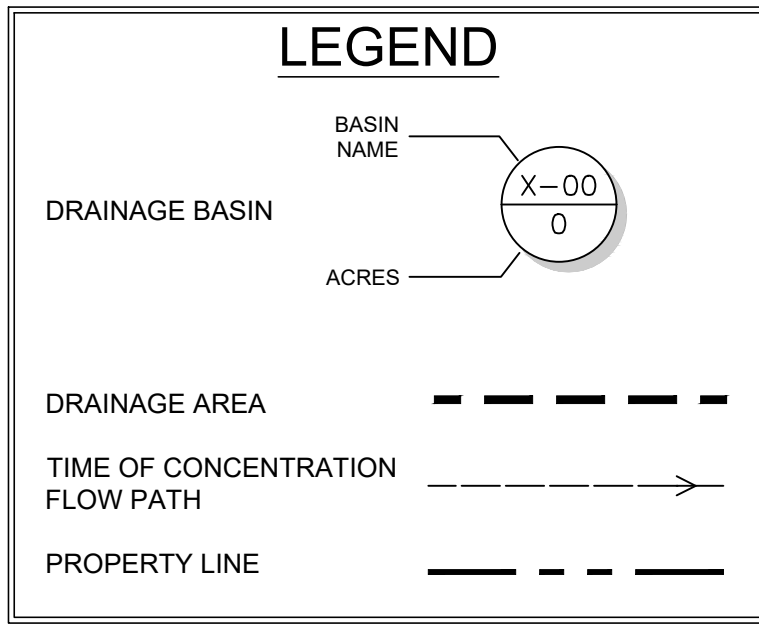 LEGEND
BASIN
NAME
X-00
0
DRAINAGE BASIN
ACRES
DRAINAGE AREA
TIME OF CONCENTRATION
FLOW PATH
PROPERTY LINE